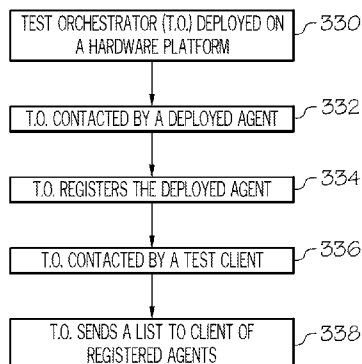 TEST ORCHESTRATOR (T.O.) DEPLOYED ON
A HARDWARE PLATFORM
330
T.O. CONTACTED BY A DEPLOYED AGENT
332
T.O. REGISTERS THE DEPLOYED AGENT
334
T.O. CONTACTED BY A TEST CLIENT
336
T.O. SENDS A LIST TO CLIENT OF
REGISTERED AGENTS
338